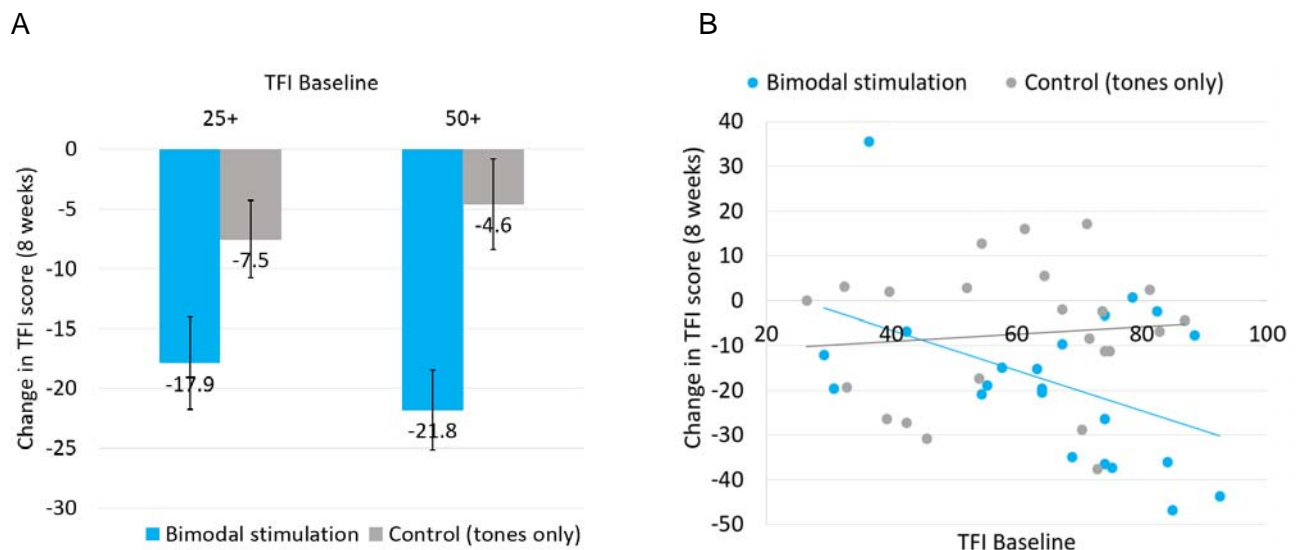 A
TFI Baseline
25+ 50+
Change in TFI score (8 weeks)
0
-5
-10
-15
-20
-25
-30
-17.9
-7.5
-21.8
-4.6
Bimodal stimulation Control (tones only)
B
Bimodal stimulation Control (tones only)
Change in TFI score (8 weeks)
40
30
20
10
0
-10
-20
-30
-40
-50
20 40 60 80 100
TFI Baseline